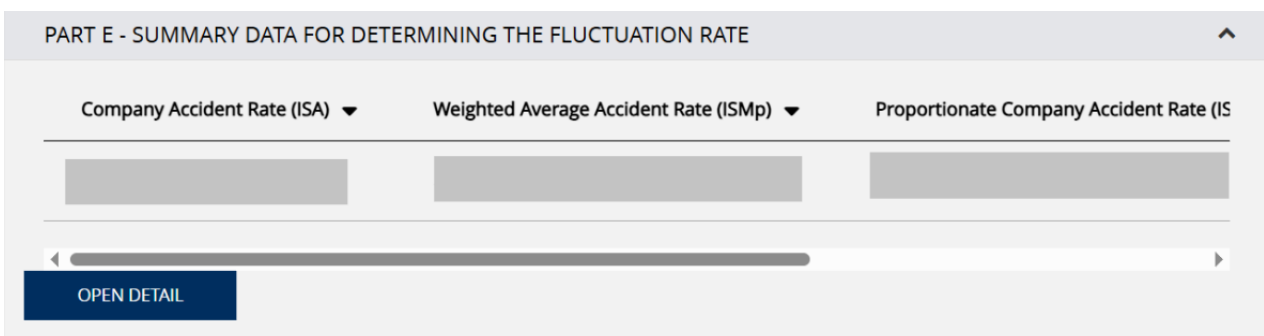 PART E - SUMMARY DATA FOR DETERMINING THE FLUCTUATION RATE
Company Accident Rate (ISA) Weighted Average Accident Rate (ISMp) Proportionate Company Accident Rate (IS
OPEN DETAIL